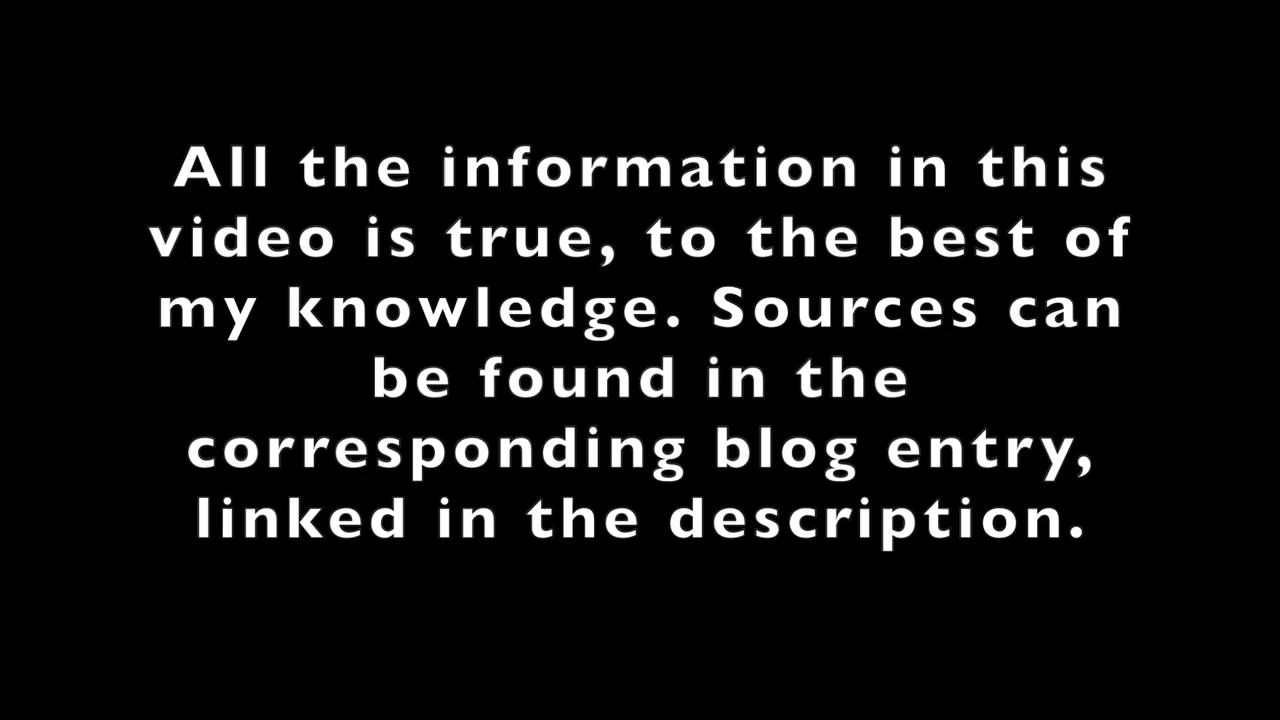 All the information in this
video is true, to the best of
my knowledge. Sources can
be found in the
corresponding blog entry,
linked in the description.